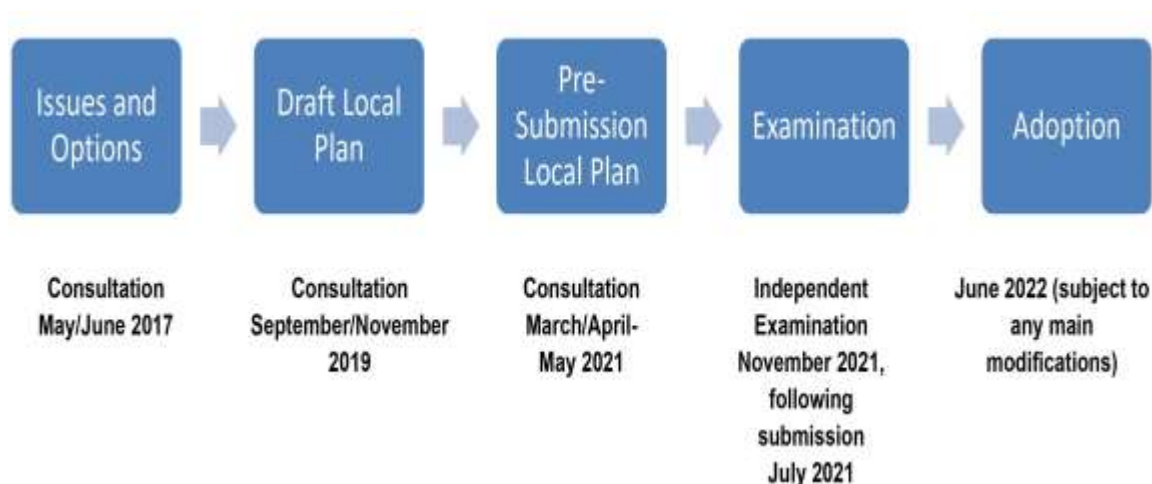 Issues and
Options
Draft Local
Plan
Pre-
Submission
Local Plan
Examination
Adoption
Consultation
May/June 2017
Consultation
September/November
2019
Consultation
March/April-
May 2021
Independent
Examination
November 2021,
following
submission
July 2021
June 2022 (subject to
any main
modifications)